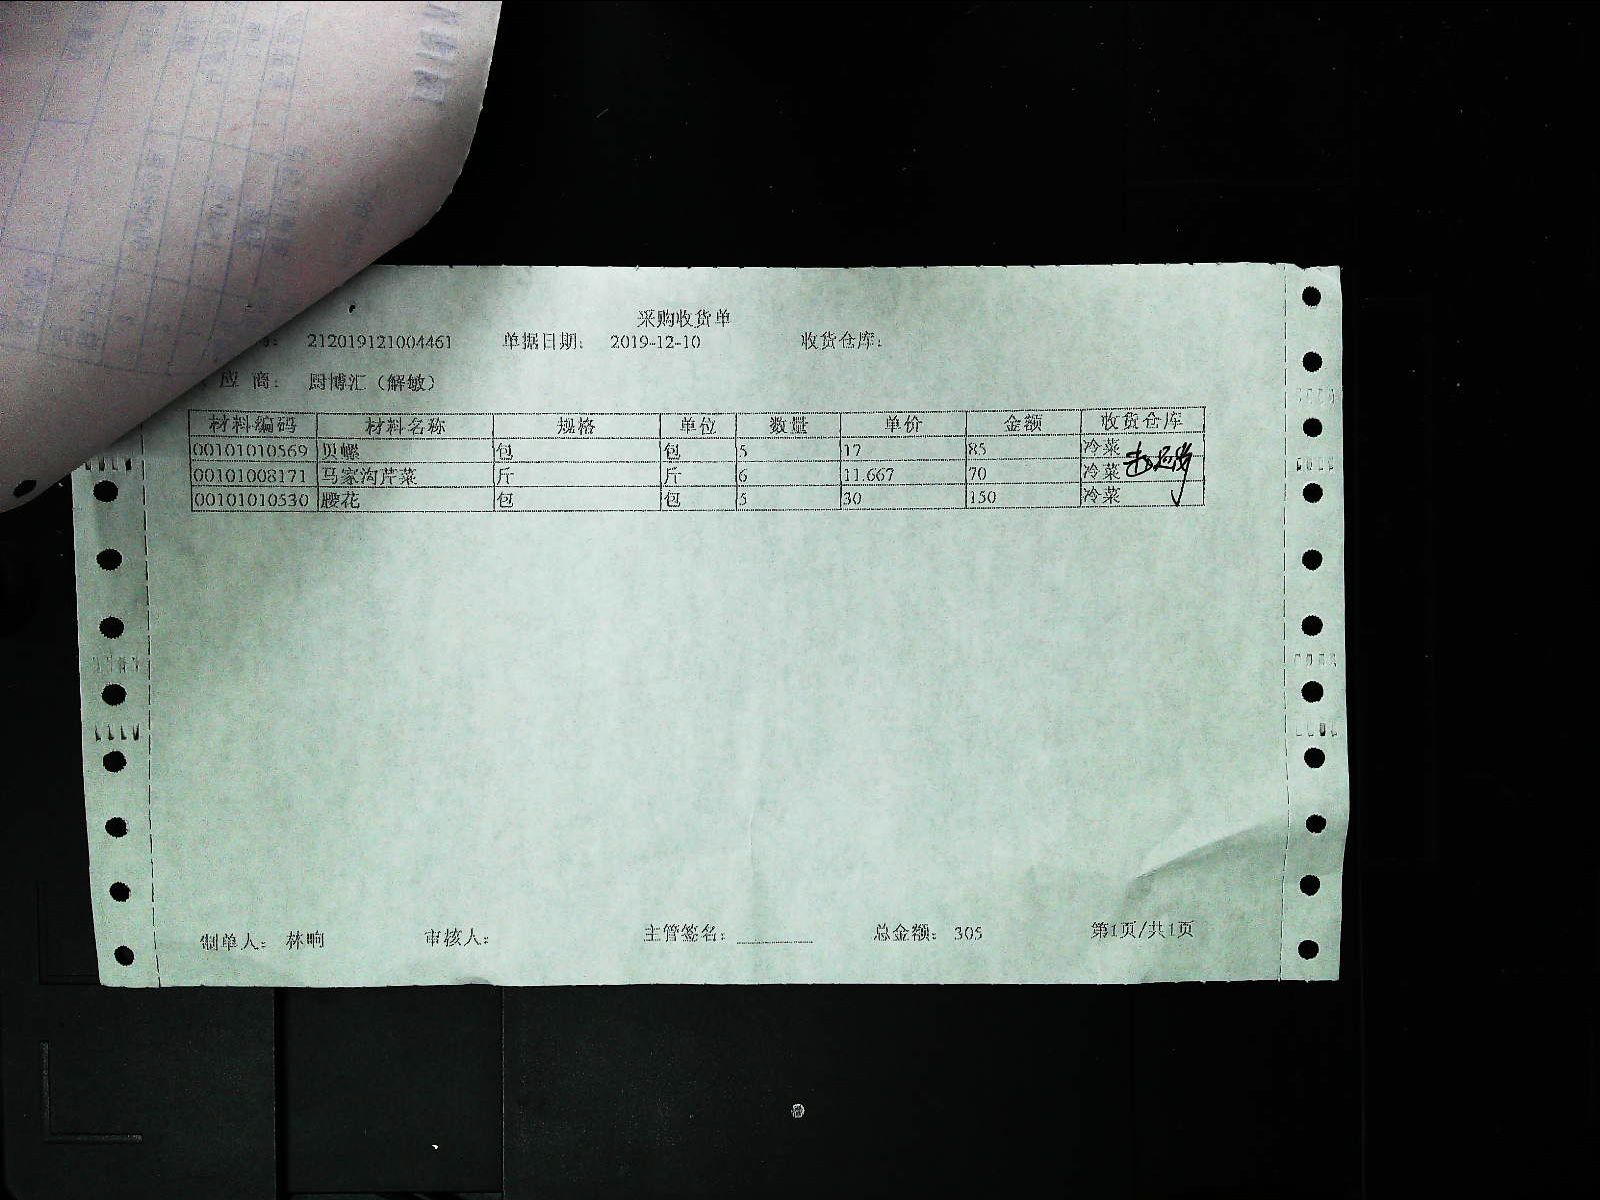 采购收货单
212019121004461 单据日期： 2019-12-10 收货仓库：
应 商： 厨博汇（解敏）
材料编码 材料名称 规格 单位 数量 单价 金额 收货仓库
00101010569 贝螺 包 包 5 17 85 冷菜
00101008171 马家沟芹菜 斤 斤 6 11.667 70 冷菜
00101010530 腰花 包 包 5 30 150 冷菜
制单人： 林响 审核人： 主管签名： 总金额： 305 第1页/共1页